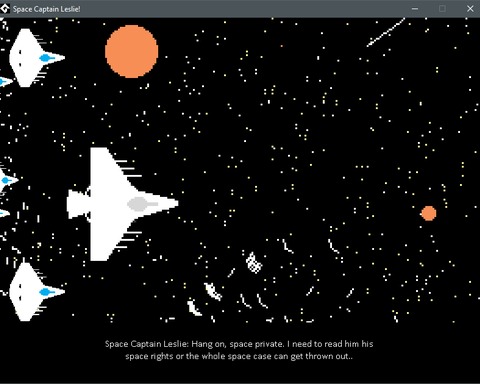 Space Captain Leslie!
Space Captain Leslie: Hang on, space private. I need to read him his
space rights or the whole space case can get thrown out..